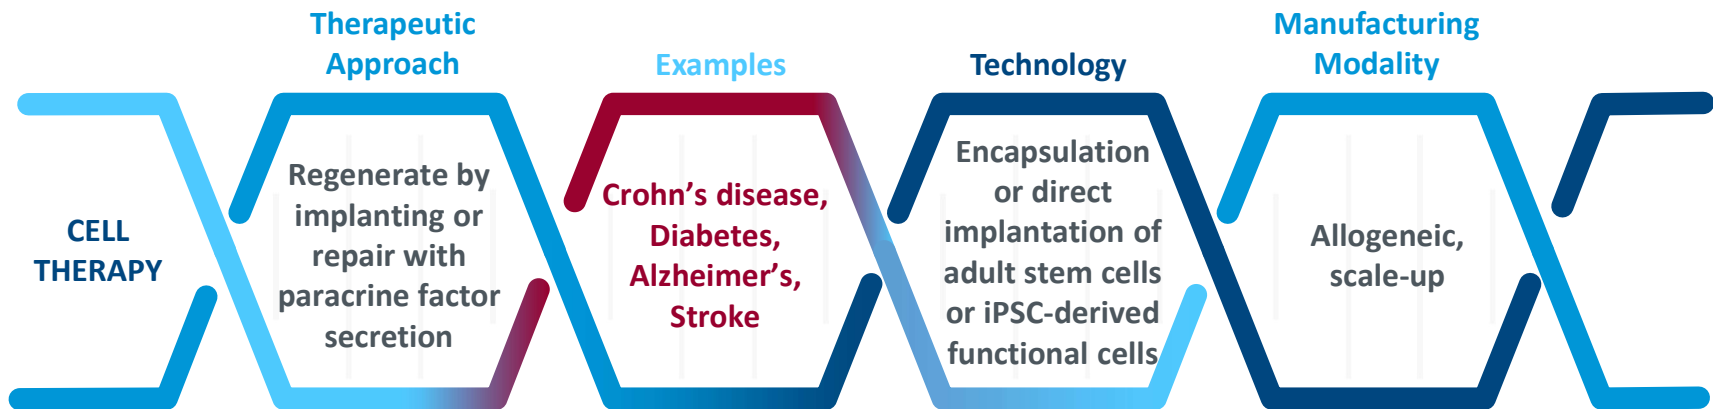 Therapeutic
Approach
Examples
Technology
Manufacturing
Modality
CELL
THERAPY
Regenerate by
implanting or
repair with
paracrine factor
secretion
Crohn’s disease,
Diabetes,
Alzheimer’s,
Stroke
Encapsulation
or direct
implantation of
adult stem cells
or iPSC-derived
functional cells
Allogeneic,
scale-up